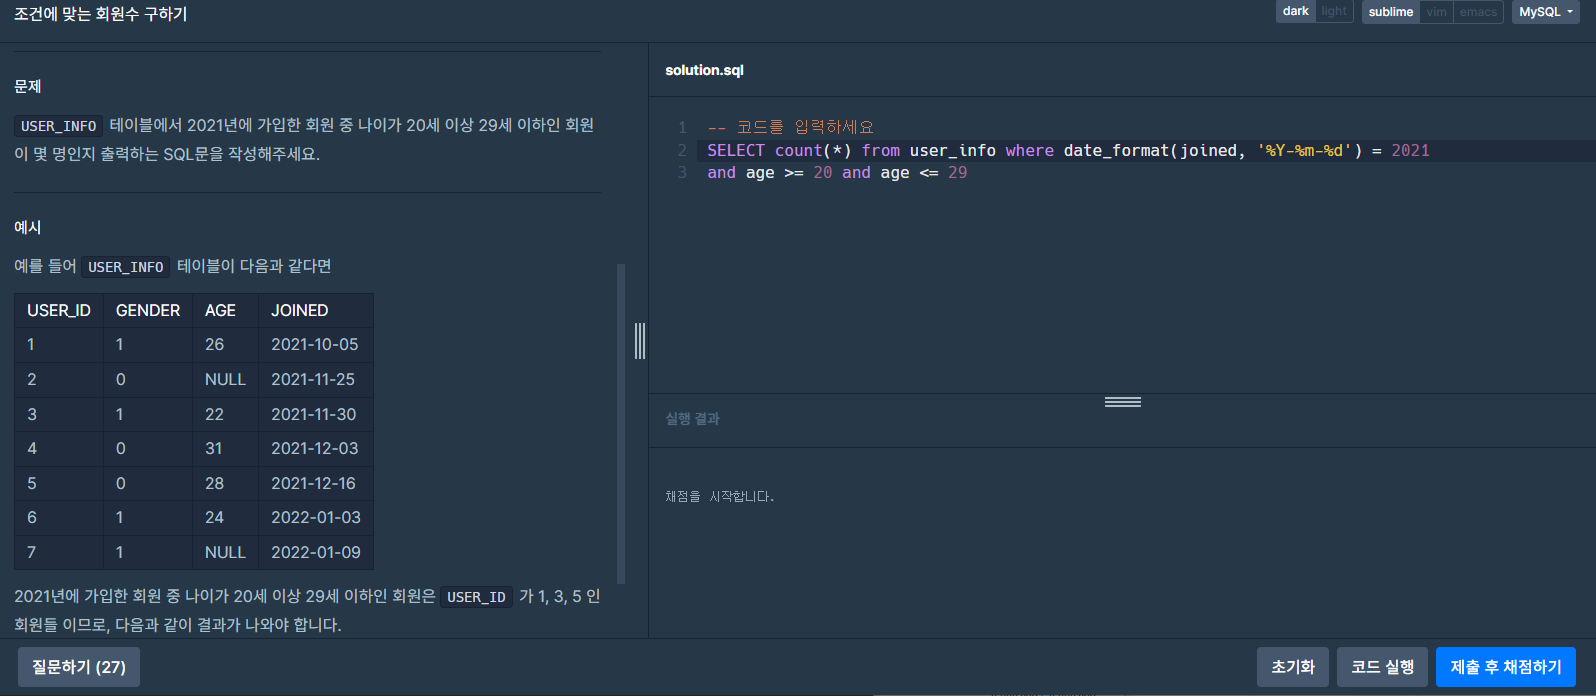 조건에 맞는 회원수 구하기
dark light sublime vim emacs MySQL
문제
USER_INFO 테이블에서 2021년에 가입한 회원 중 나이가 20세 이상 29세 이하인 회원
이 몇 명인지 출력하는 SQL문을 작성해주세요.
예시
예를 들어 USER_INFO 테이블이 다음과 같다면
USER_ID GENDER AGE JOINED
1 1 26 2021-10-05
2 0 NULL 2021-11-25
3 1 22 2021-11-30
4 0 31 2021-12-03
5 0 28 2021-12-16
6 1 24 2022-01-03
7 1 NULL 2022-01-09
2021년에 가입한 회원 중 나이가 20세 이상 29세 이하인 회원은 USER_ID 가 1, 3, 5 인
회원들 이므로, 다음과 같이 결과가 나와야 합니다.
solution.sql
1 -- 코드를 입력하세요
2 SELECT count(*) from user_info where date_format(joined, '%Y-%m-%d') = 2021
3 and age >= 20 and age <= 29
실행 결과
채점을 시작합니다.
질문하기 (27)
초기화 코드 실행 제출 후 채점하기